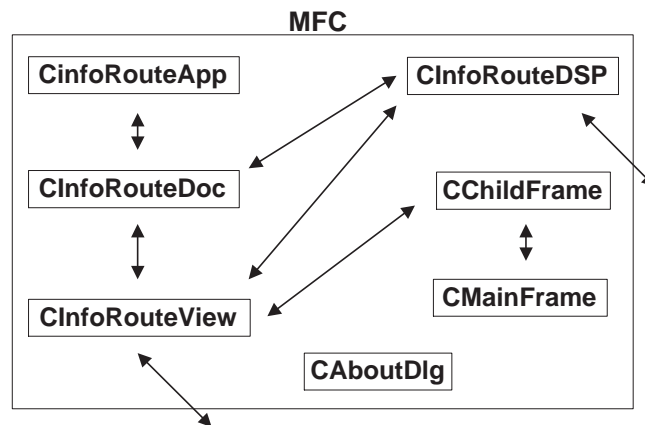 MFC
CinfoRouteApp
CInfoRouteDSP
CInfoRouteDoc
CChildFrame
CInfoRouteView
CMainFrame
CAboutDlg